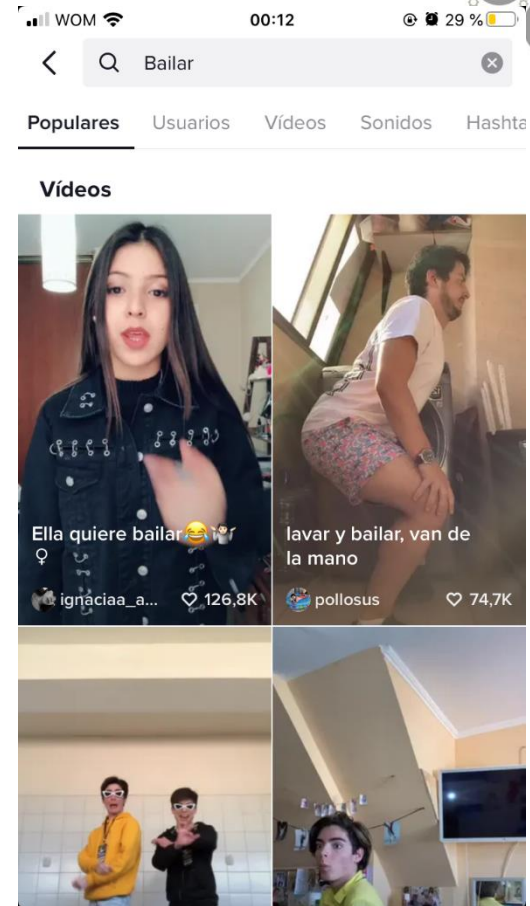 WOM
00:12
29 %
Bailar
Populares
Usuarios
Vídeos
Sonidos
Hashta
Vídeos
Ella quiere bailar😂🤷🏻‍♀
ignaciaa_a...
126,8K
lavar y bailar, van de
la mano
pollosus
74,7K